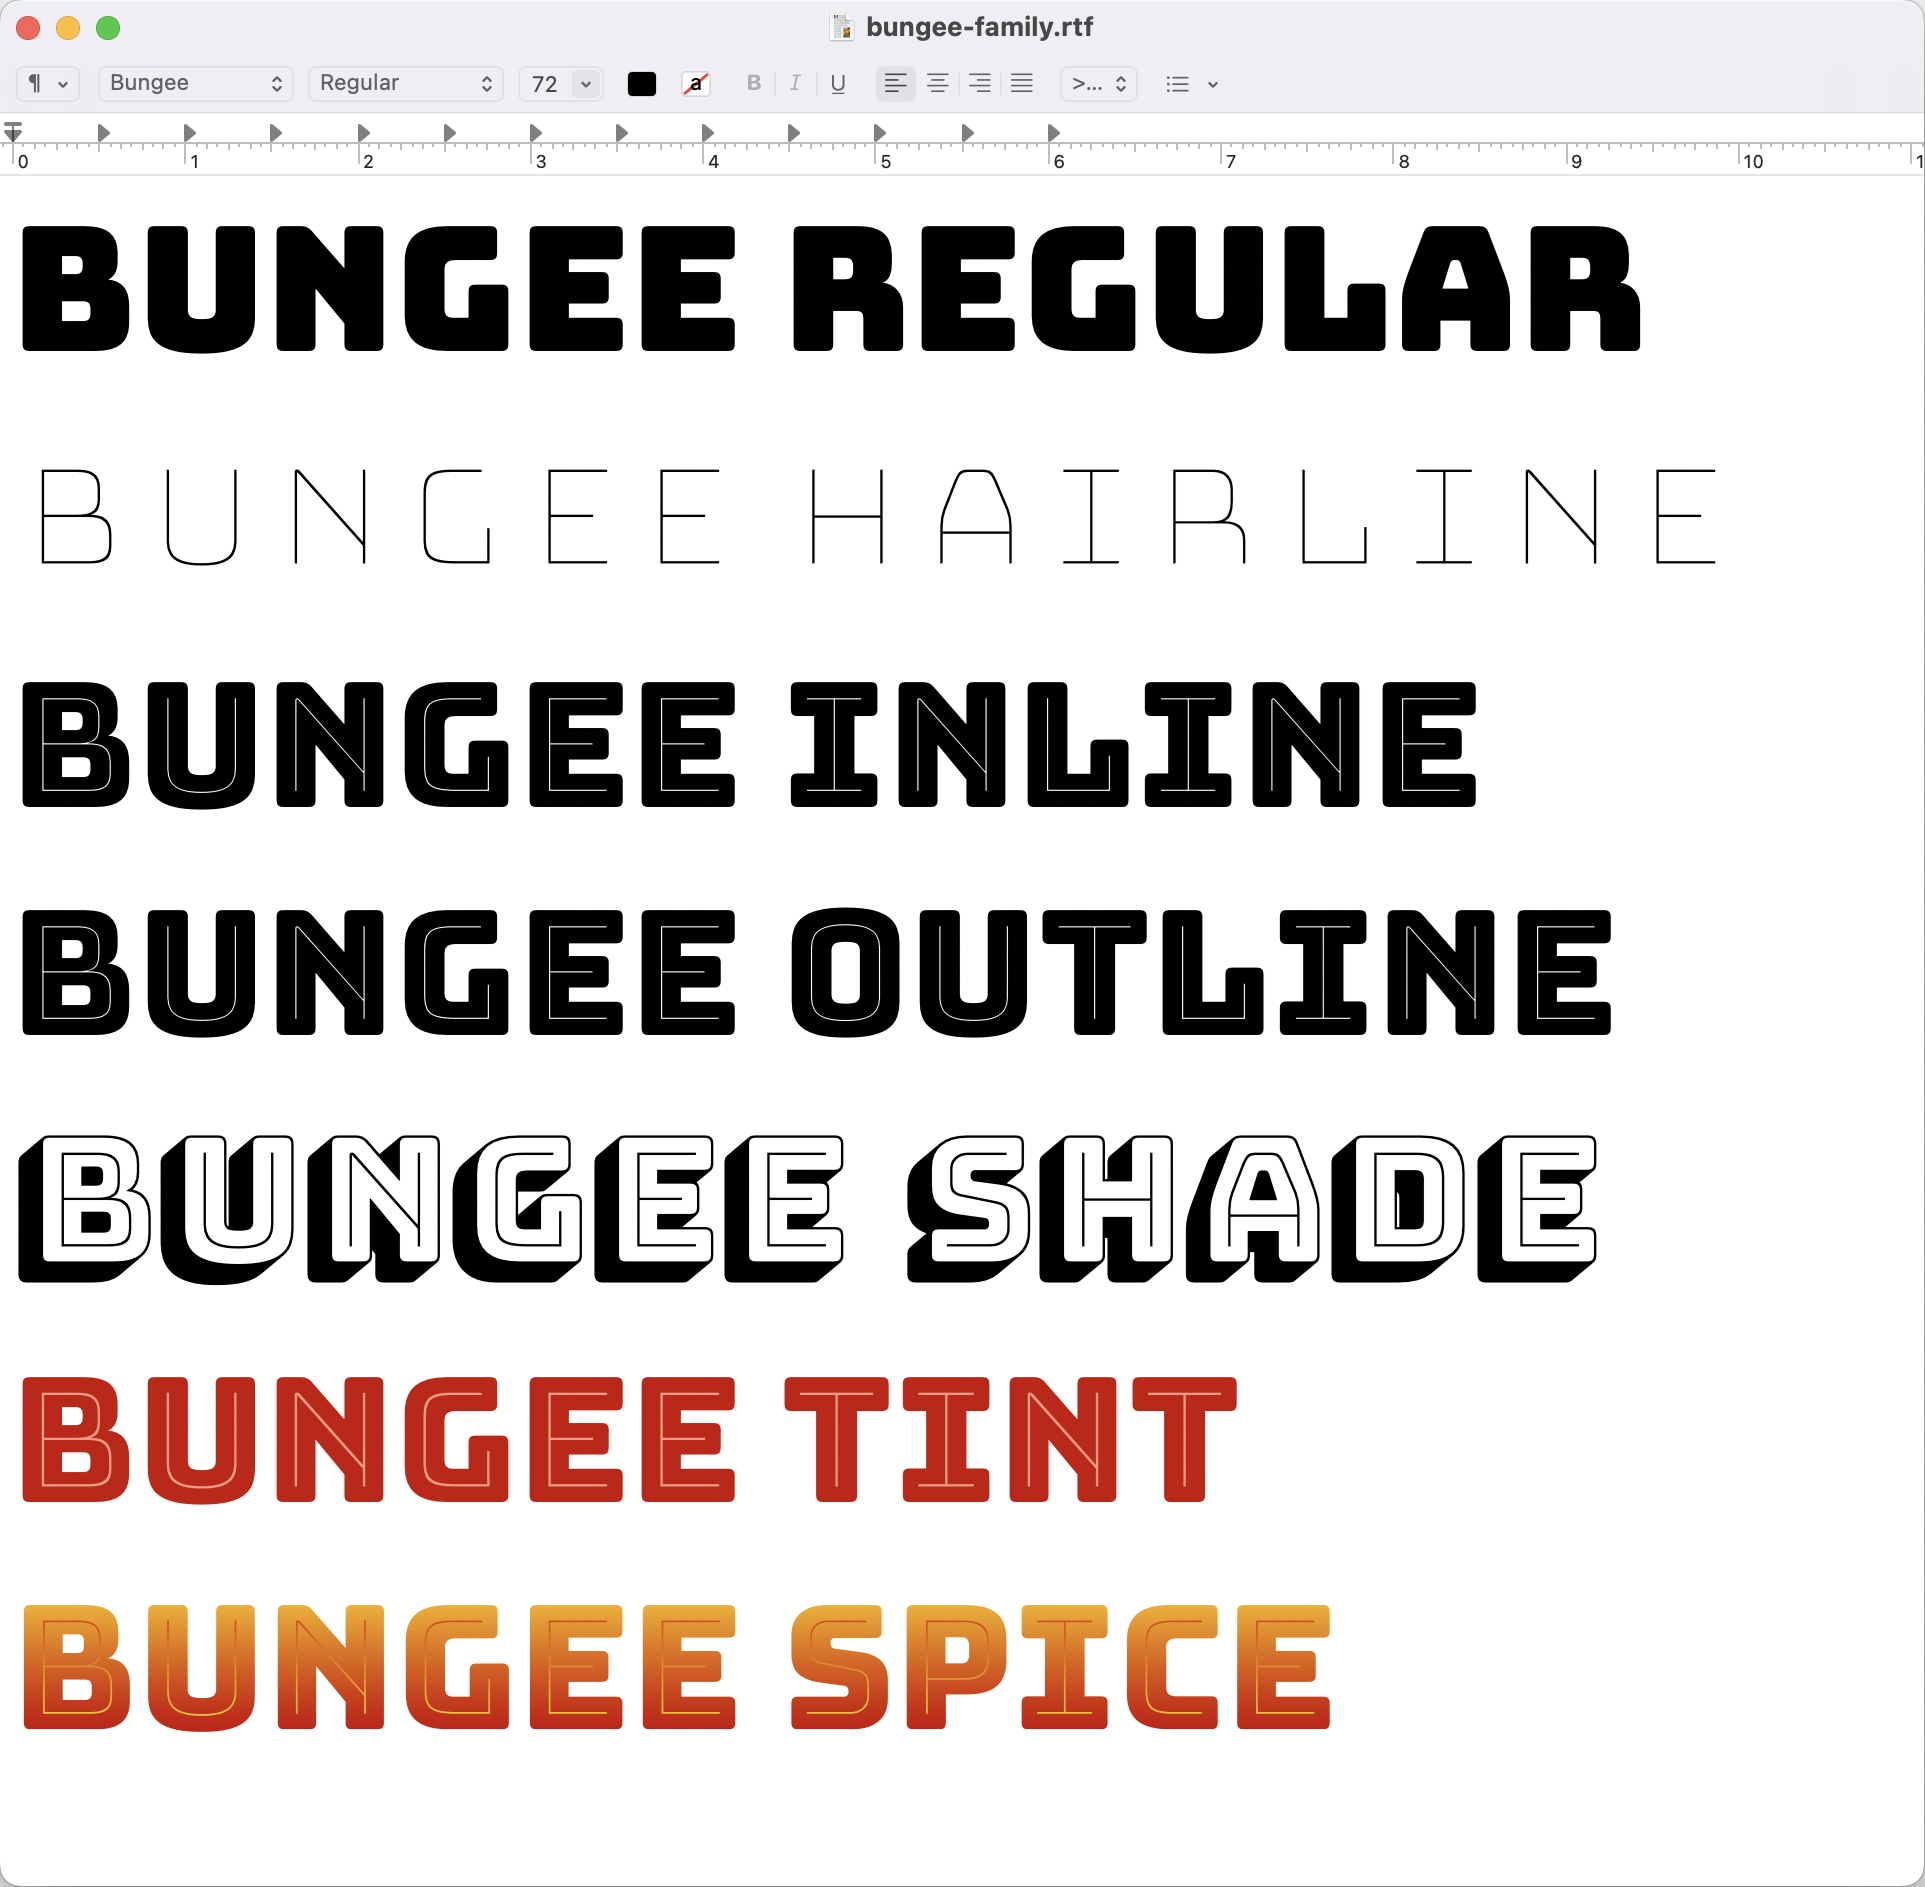 bungee-family.rtf
¶ Bungee Regular 72 a B I U >...
0 1 2 3 4 5 6 7 8 9 10 1
BUNGEE REGULAR
BUNGEE HAIRLINE
BUNGEE INLINE
BUNGEE OUTLINE
BUNGEE SHADE
BUNGEE TINT
BUNGEE SPICE